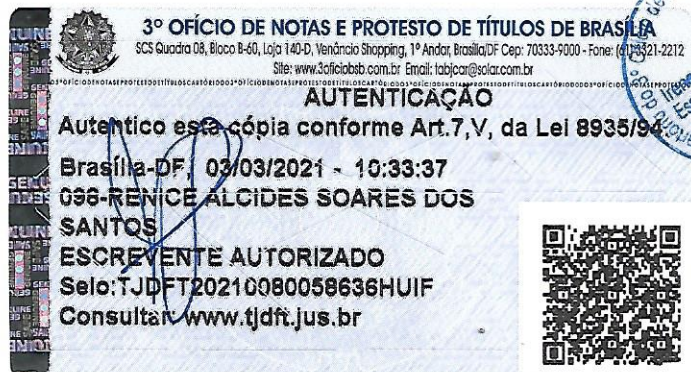 3º OFÍCIO DE NOTAS E PROTESTO DE TÍTULOS DE BRASÍLIA
SCS Quadra 08, Bloco B-60, Loja 140-D, Venâncio Shopping, 1º Andar, Brasília/DF Cep: 70333-9000 - Fone: (61) 3321-2212
Site: www.3oficiobsb.com.br Email: tabjcar@solar.com.br
AUTENTICAÇÃO
Autentico esta cópia conforme Art.7,V, da Lei 8935/94.
Brasília-DF, 03/03/2021 - 10:33:37
098-RENICE ALCIDES SOARES DOS
SANTOS
ESCREVENTE AUTORIZADO
Selo:TJDFT20210080058636HUIF
Consultar: www.tjdft.jus.br